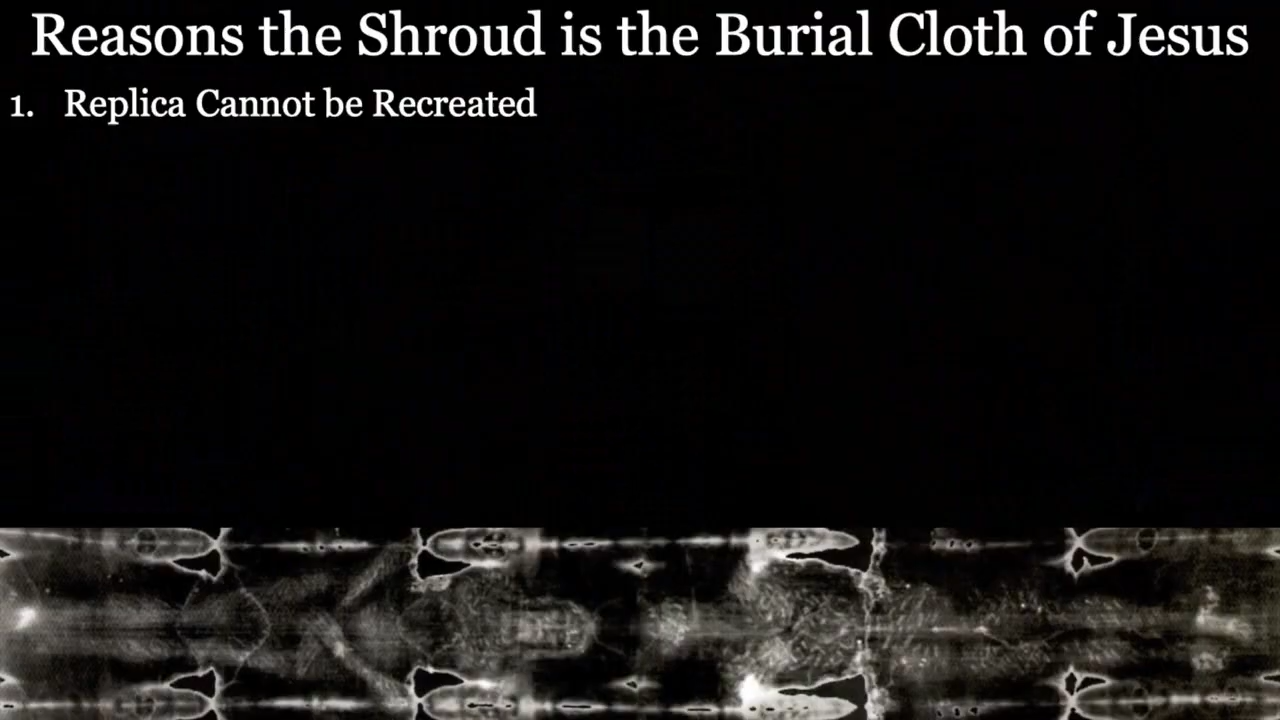 Reasons the Shroud is the Burial Cloth of Jesus
1. Replica Cannot be Recreated